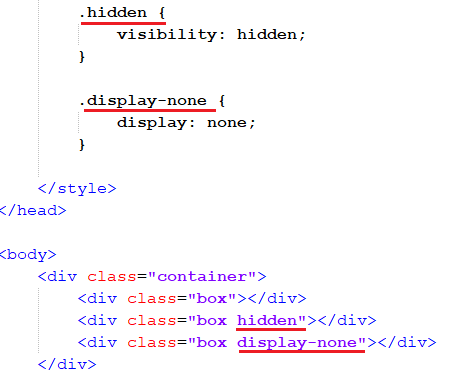 .hidden {
visibility: hidden;
}
.display-none {
display: none;
}
</style>
</head>
<body>
<div class="container">
<div class="box"></div>
<div class="box hidden"></div>
<div class="box display-none"></div>
</div>